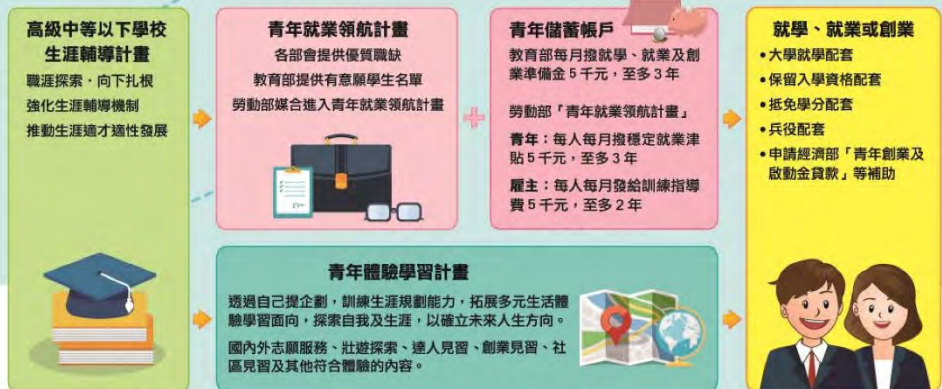 高級中等以下學校
生涯輔導計畫
職涯探索・向下扎根
強化生涯輔導機制
推動生涯適才適性發展
青年就業領航計畫
各部會提供優質職缺
教育部提供有意願學生名單
勞動部媒合進入青年就業領航計畫
青年儲蓄帳戶
教育部每月撥就學、就業及創
業準備金5千元，至多3年
勞動部「青年就業領航計畫」
青年：每人每月撥穩定就業津
貼5千元，至多3年
雇主：每人每月發給訓練指導
費5千元，至多2年
青年體驗學習計畫
透過自己提企劃，訓練生涯規劃能力，拓展多元生活體
驗學習面向，探索自我及生涯，以確立未來人生方向。
國內外志願服務、壯遊探索、達人見習、創業見習、社
區見習及其他符合體驗的內容。
就學、就業或創業
•大學就學配套
•保留入學資格配套
•抵免學分配套
•兵役配套
•申請經濟部「青年創業及
啟動金貸款」等補助